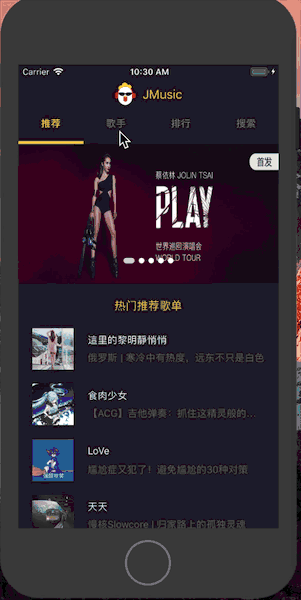 Carrier 10:30 AM
JMusic
推荐 歌手 排行 搜索
首发
蔡依林 JOLIN TSAI
PLAY
世界巡回演唱会
WORLD TOUR
热门推荐歌单
這里的黎明靜悄悄
俄罗斯 | 寒冷中有热度，远东不只是白色
食肉少女
【ACG】吉他弹奏：抓住这精灵般的...
LoVe
尴尬症又犯了！避免尴尬的30种对策
天天
慢核Slowcore | 归家路上的孤独灵魂